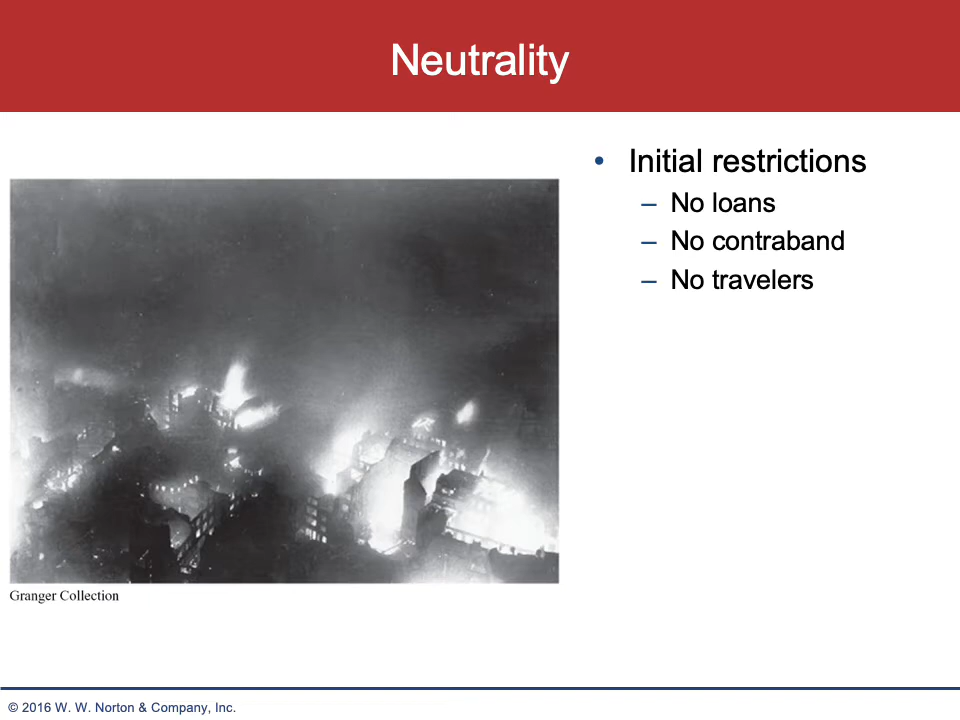 Neutrality
• Initial restrictions
– No loans
– No contraband
– No travelers
Granger Collection
© 2016 W. W. Norton & Company, Inc.